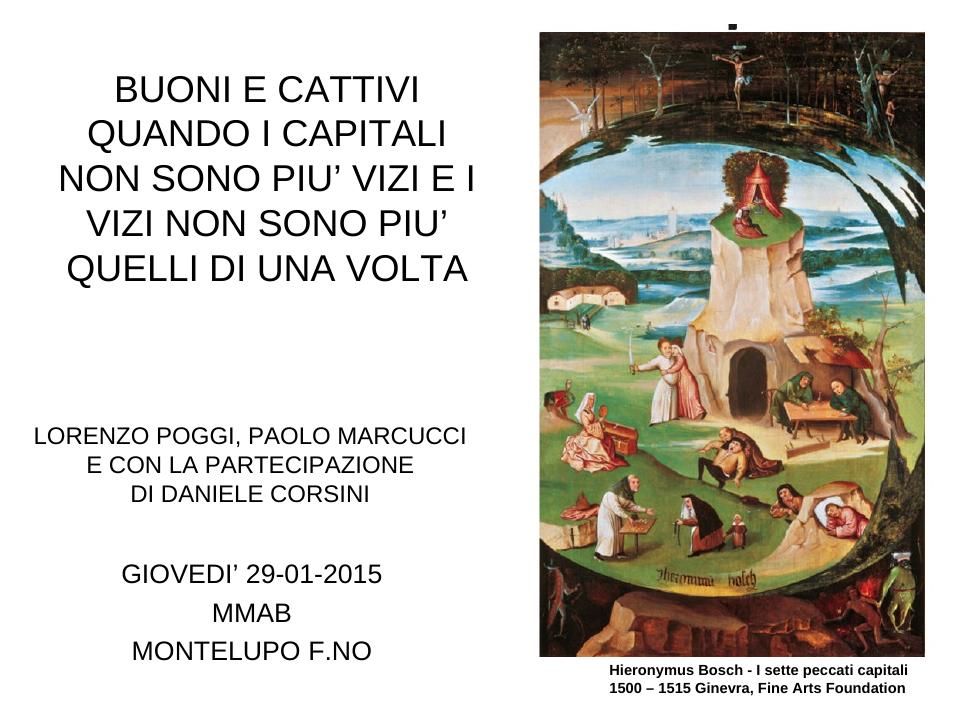 BUONI E CATTIVI
QUANDO I CAPITALI
NON SONO PIU’ VIZI E I
VIZI NON SONO PIU’
QUELLI DI UNA VOLTA
LORENZO POGGI, PAOLO MARCUCCI
E CON LA PARTECIPAZIONE
DI DANIELE CORSINI
GIOVEDI’ 29-01-2015
MMAB
MONTELUPO F.NO
Hieronymus Bosch - I sette peccati capitali
1500 – 1515 Ginevra, Fine Arts Foundation